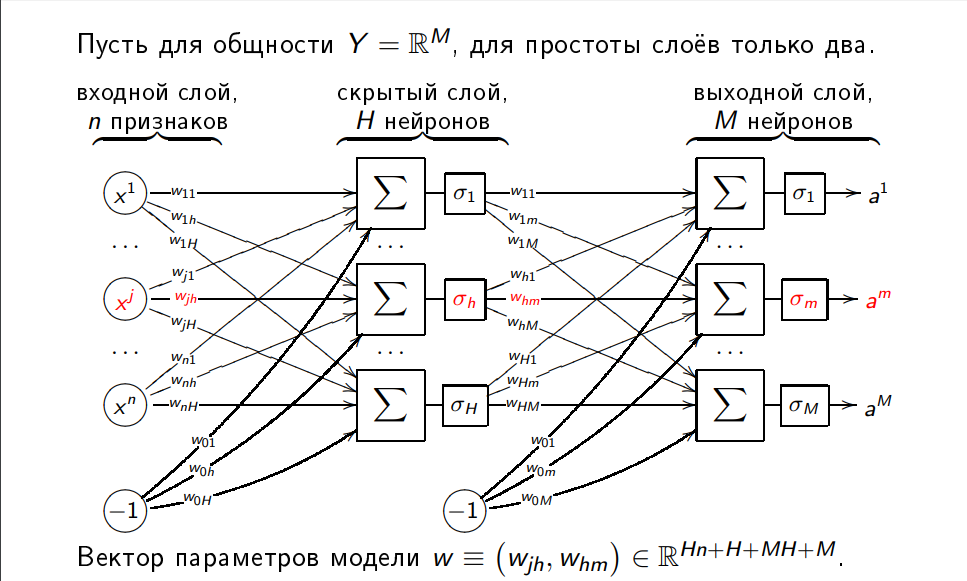 Пусть для общности Y = ℝ^M, для простоты слоёв только два.
входной слой, скрытый слой, выходной слой,
n признаков H нейронов M нейронов
x^1 w_11 ∑ σ_1 w_11 ∑ σ_1 a^1
w_1h w_1m
w_1H w_1M
··· ··· ···
w_j1 w_h1
x^j w_jh ∑ σ_h w_hm ∑ σ_m a^m
w_jH w_hM
··· ··· ···
w_n1 w_H1
w_nh w_Hm
x^n w_nH ∑ σ_H w_HM ∑ σ_M a^M
w_01 w_01
w_0h w_0m
w_0H w_0M
−1 −1
Вектор параметров модели w ≡ (w_jh, w_hm) ∈ ℝ^{Hn+H+MH+M}.